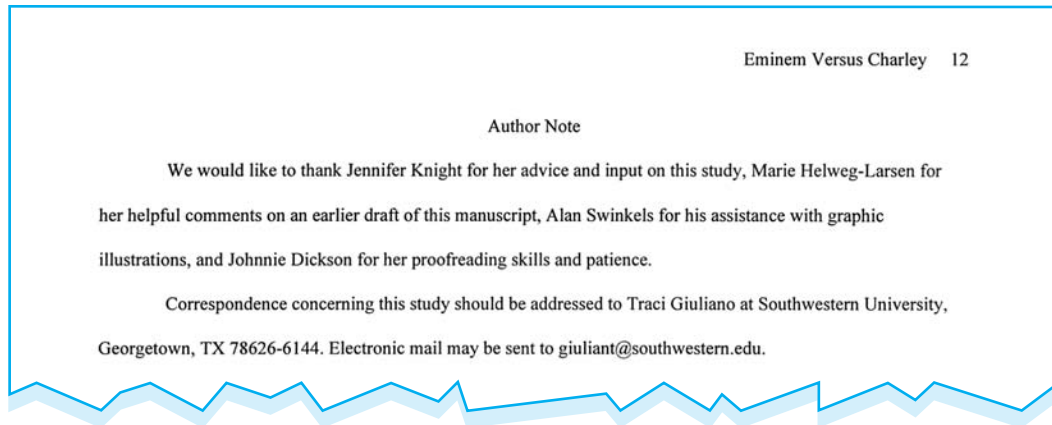 Eminem Versus Charley 12
Author Note
We would like to thank Jennifer Knight for her advice and input on this study, Marie Helweg-Larsen for
her helpful comments on an earlier draft of this manuscript, Alan Swinkels for his assistance with graphic
illustrations, and Johnnie Dickson for her proofreading skills and patience.
Correspondence concerning this study should be addressed to Traci Giuliano at Southwestern University,
Georgetown, TX 78626-6144. Electronic mail may be sent to giuliant@southwestern.edu.